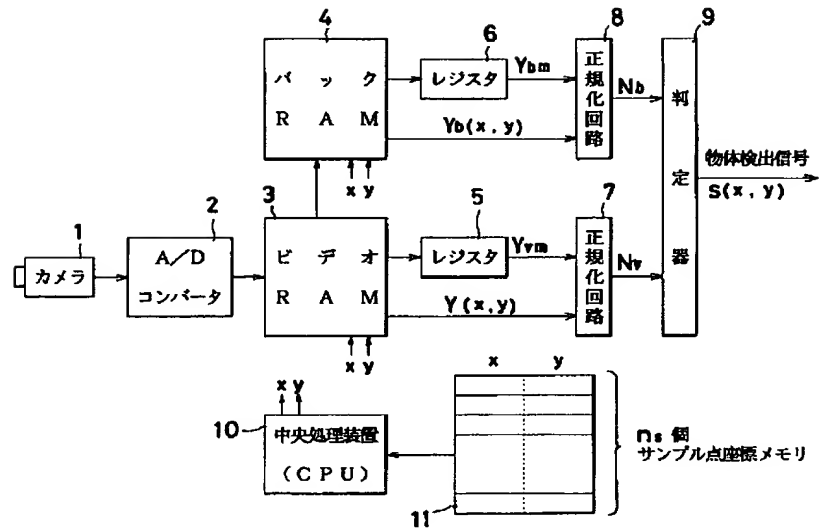 4
バック
RAM
6
レジスタ
Ybm
Yb(x,y)
8
正規化回路
Nb
9
判定器
物体検出信号
S(x,y)
x y
1
カメラ
2
A/D
コンバータ
3
ビデオ
RAM
5
レジスタ
Yvm
Y(x,y)
7
正規化回路
Nv
x y
x y
10
中央処理装置
(CPU)
x y
11
ns 個
サンプル点座標メモリ